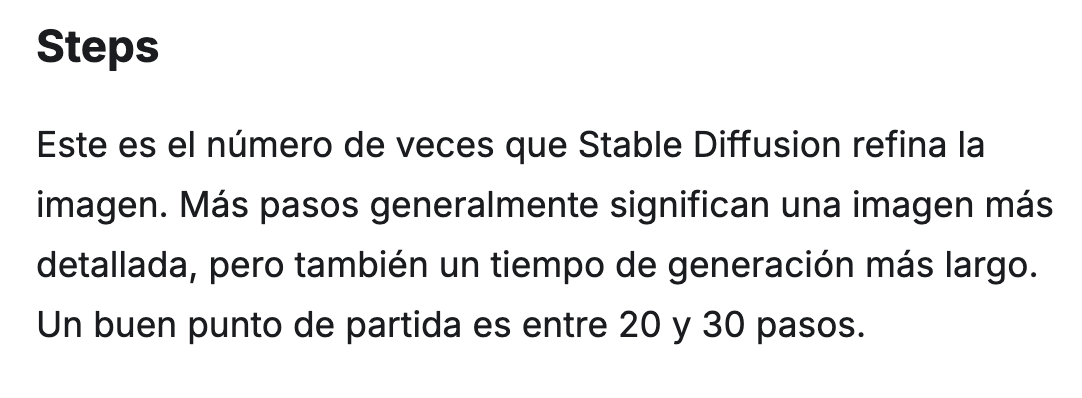 Steps
Este es el número de veces que Stable Diffusion refina la
imagen. Más pasos generalmente significan una imagen más
detallada, pero también un tiempo de generación más largo.
Un buen punto de partida es entre 20 y 30 pasos.